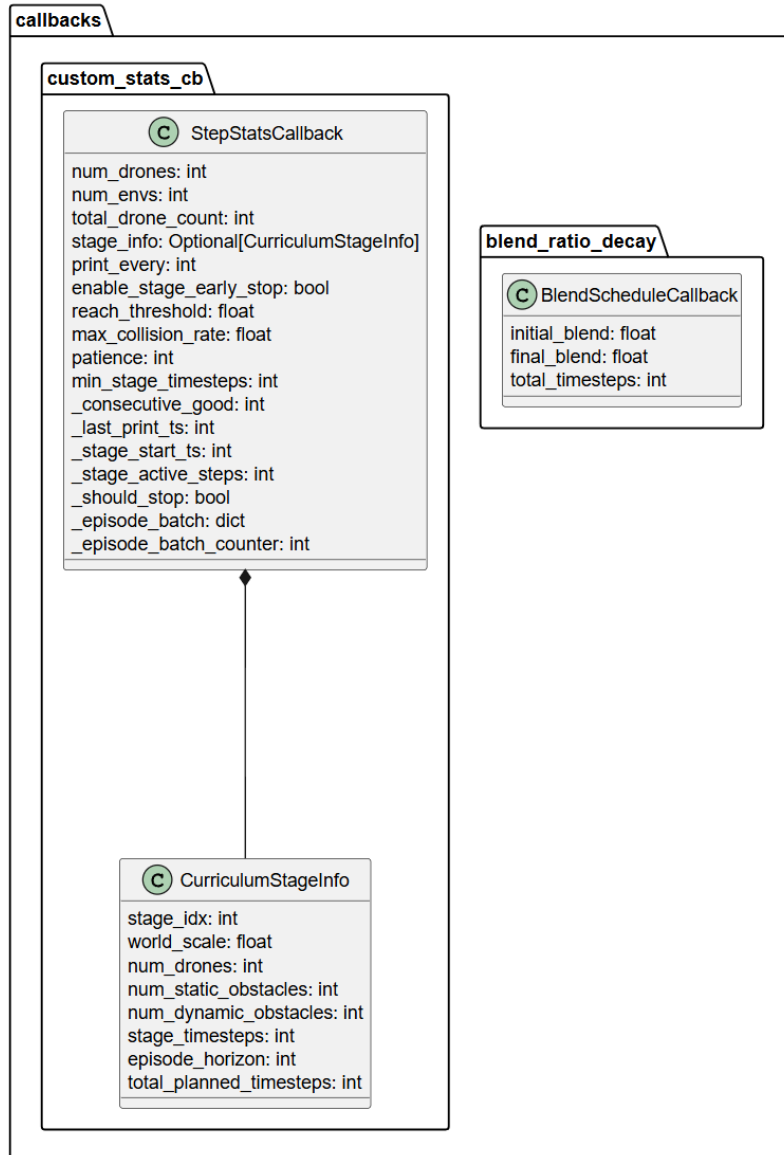 callbacks
custom_stats_cb
C StepStatsCallback
num_drones: int
num_envs: int
total_drone_count: int
stage_info: Optional[CurriculumStageInfo]
print_every: int
enable_stage_early_stop: bool
reach_threshold: float
max_collision_rate: float
patience: int
min_stage_timesteps: int
_consecutive_good: int
_last_print_ts: int
_stage_start_ts: int
_stage_active_steps: int
_should_stop: bool
_episode_batch: dict
_episode_batch_counter: int
blend_ratio_decay
C BlendScheduleCallback
initial_blend: float
final_blend: float
total_timesteps: int
C CurriculumStageInfo
stage_idx: int
world_scale: float
num_drones: int
num_static_obstacles: int
num_dynamic_obstacles: int
stage_timesteps: int
episode_horizon: int
total_planned_timesteps: int